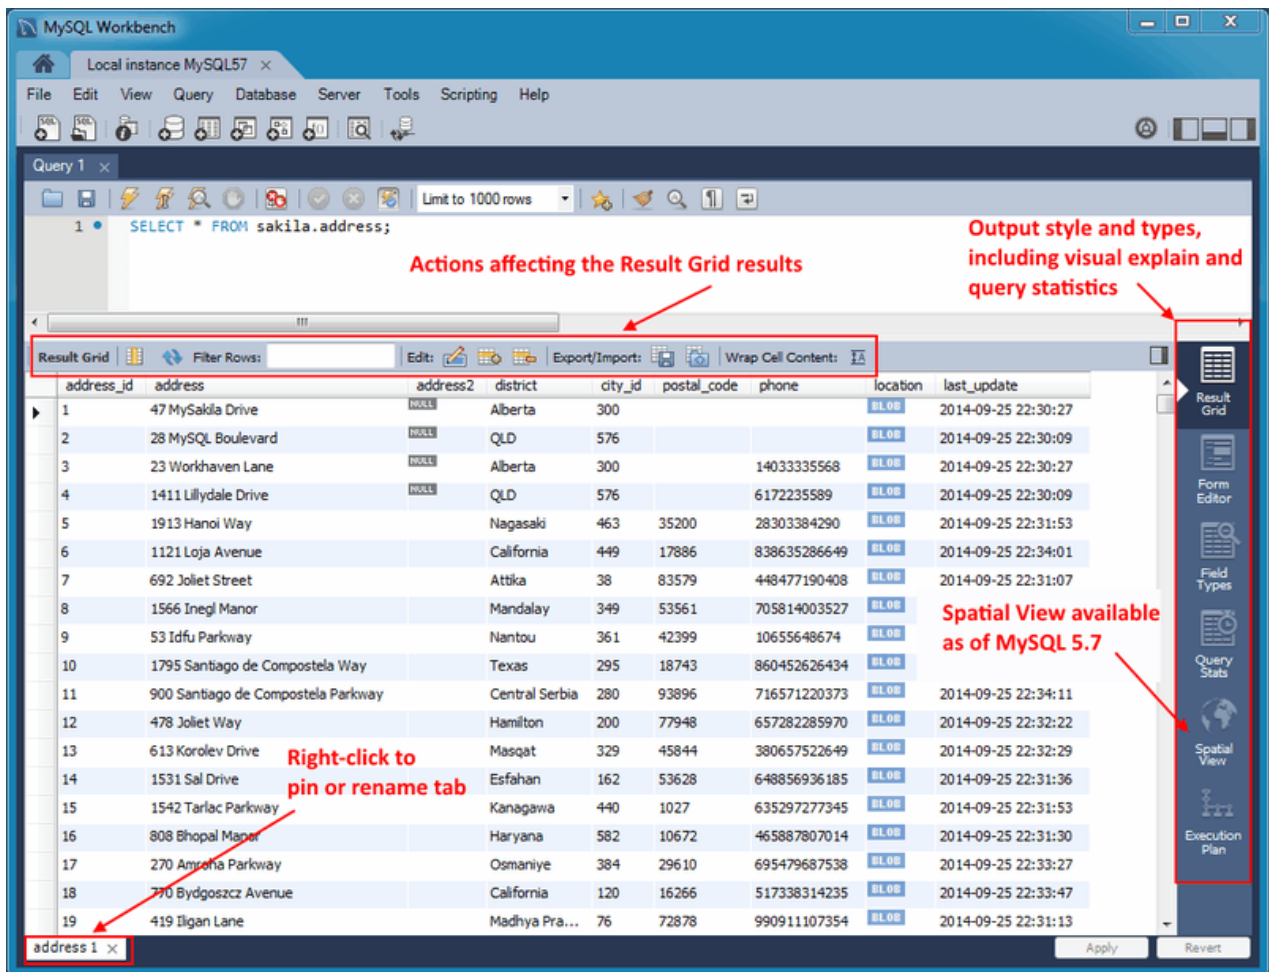 MySQL Workbench
Local instance MySQL57
File Edit View Query Database Server Tools Scripting Help
Query 1
Limit to 1000 rows
1 SELECT * FROM sakila.address;
Output style and types,
including visual explain and
query statistics
Actions affecting the Result Grid results
Result Grid Filter Rows: Edit: Export/Import: Wrap Cell Content:
address_id address address2 district city_id postal_code phone location last_update
1 47 MySakila Drive NULL Alberta 300 BLOB 2014-09-25 22:30:27
2 28 MySQL Boulevard NULL QLD 576 BLOB 2014-09-25 22:30:09
3 23 Workhaven Lane NULL Alberta 300 14033335568 BLOB 2014-09-25 22:30:27
4 1411 Lillydale Drive NULL QLD 576 6172235589 BLOB 2014-09-25 22:30:09
5 1913 Hanoi Way Nagasaki 463 35200 28303384290 BLOB 2014-09-25 22:31:53
6 1121 Loja Avenue California 449 17886 838635286649 BLOB 2014-09-25 22:34:01
7 692 Joliet Street Attika 38 83579 448477190408 BLOB 2014-09-25 22:31:07
8 1566 Inegl Manor Mandalay 349 53561 705814003527 BLOB
9 53 Idfu Parkway Nantou 361 42399 10655648674 BLOB
10 1795 Santiago de Compostela Way Texas 295 18743 860452626434 BLOB
11 900 Santiago de Compostela Parkway Central Serbia 280 93896 716571220373 BLOB 2014-09-25 22:34:11
12 478 Joliet Way Hamilton 200 77948 657282285970 BLOB 2014-09-25 22:32:22
13 613 Korolev Drive Masqat 329 45844 380657522649 BLOB 2014-09-25 22:32:29
14 1531 Sal Drive Esfahan 162 53628 648856936185 BLOB 2014-09-25 22:31:36
15 1542 Tarlac Parkway Kanagawa 440 1027 635297277345 BLOB 2014-09-25 22:31:53
16 808 Bhopal Manor Haryana 582 10672 465887807014 BLOB 2014-09-25 22:31:30
17 270 Amroha Parkway Osmaniye 384 29610 695479687538 BLOB 2014-09-25 22:33:27
18 770 Bydgoszcz Avenue California 120 16266 517338314235 BLOB 2014-09-25 22:33:47
19 419 Iligan Lane Madhya Pra... 76 72878 990911107354 BLOB 2014-09-25 22:31:13
Spatial View available
as of MySQL 5.7
Right-click to
pin or rename tab
Result
Grid
Form
Editor
Field
Types
Query
Stats
Spatial
View
Execution
Plan
address 1
Apply Revert